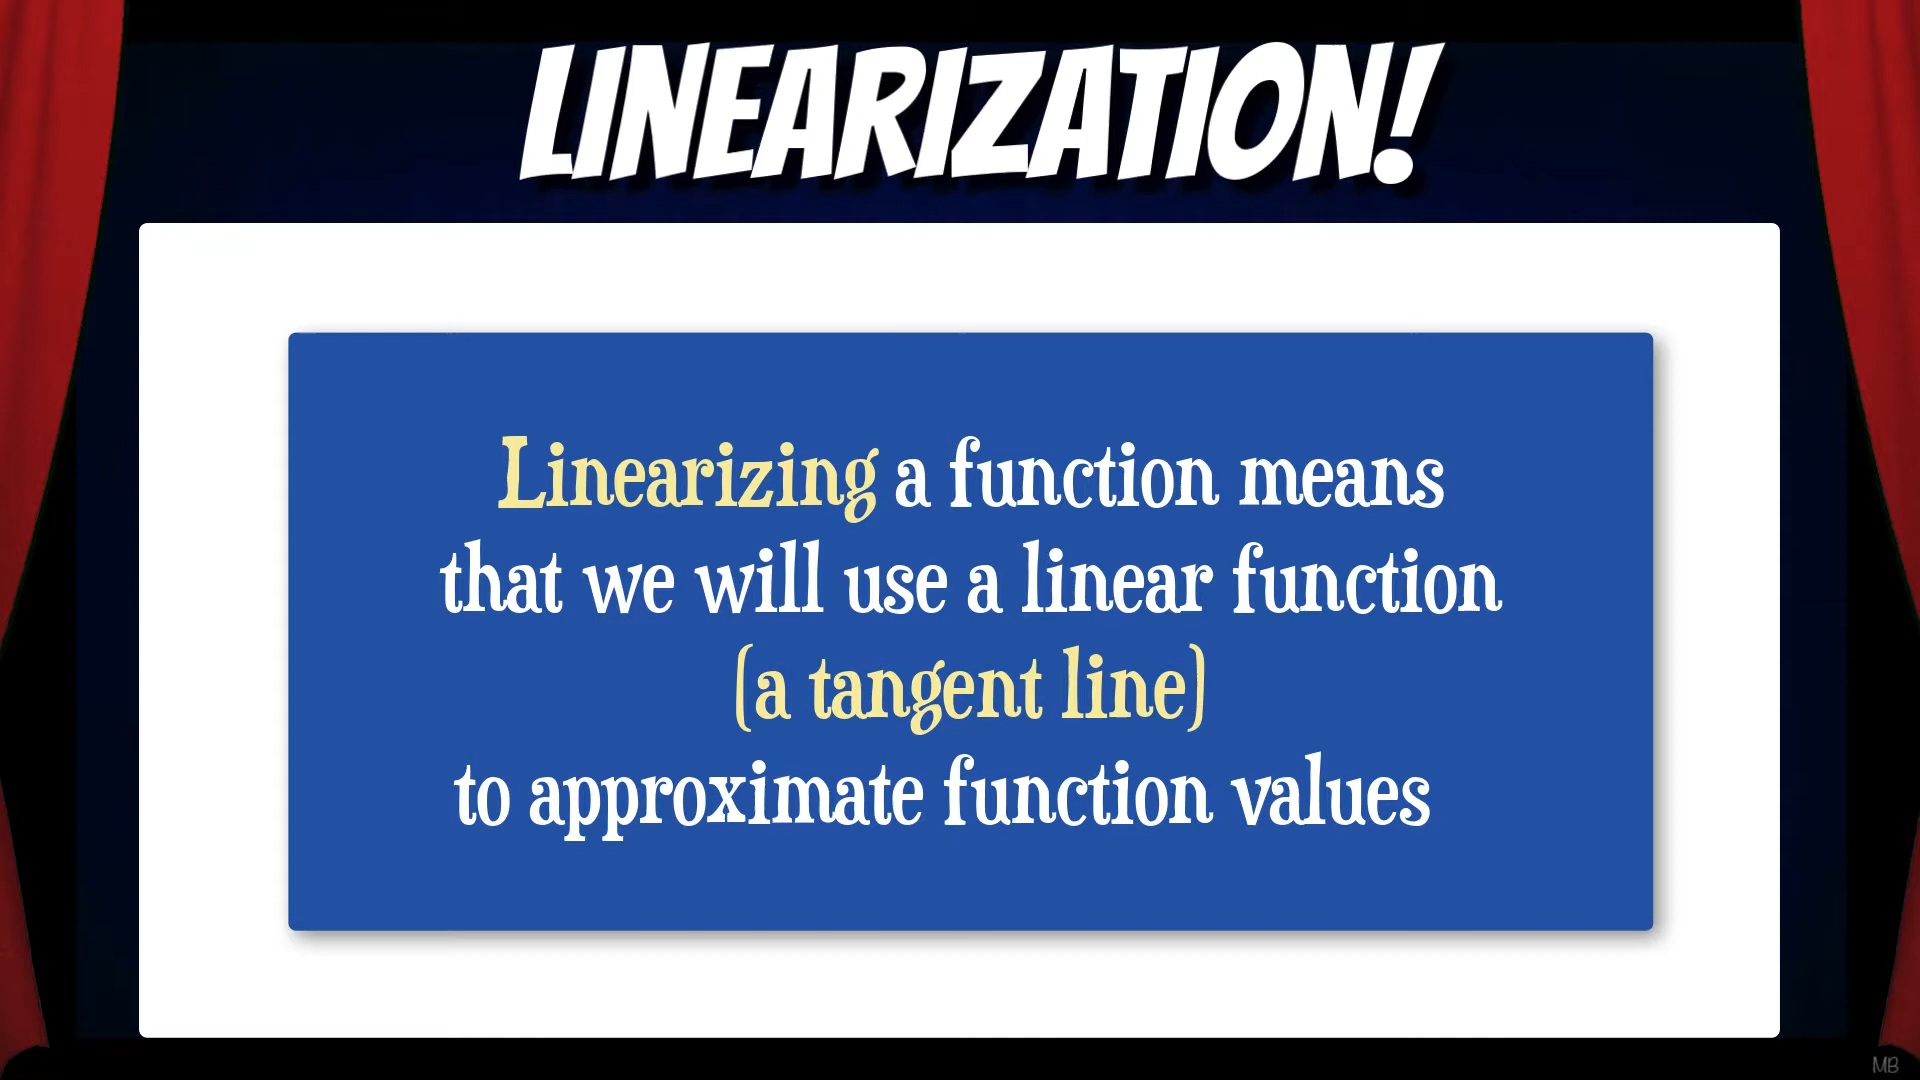 LINEARIZATION!
Linearizing a function means
that we will use a linear function
(a tangent line)
to approximate function values
MB